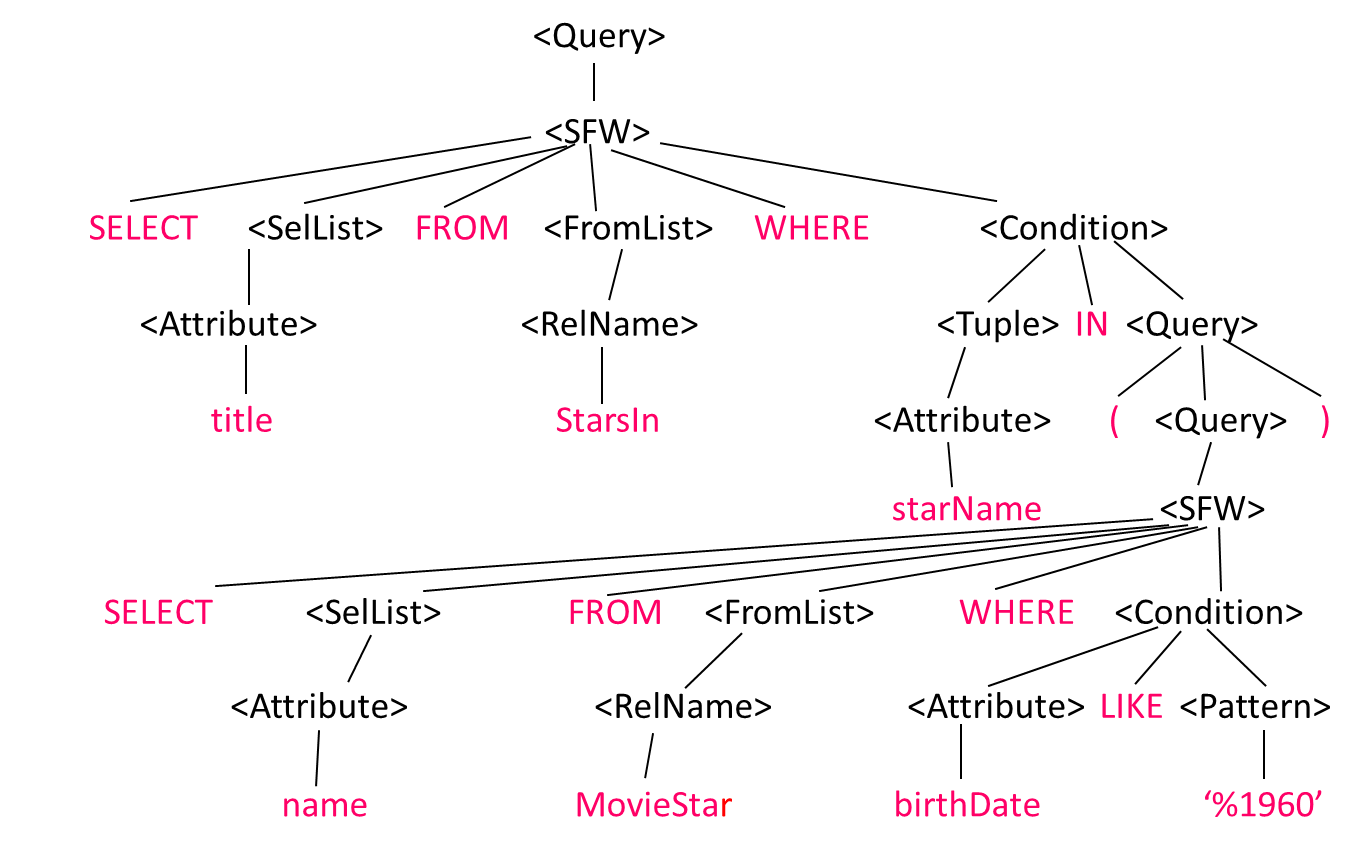 <Query>
<SFW>
SELECT <SelList> FROM <FromList> WHERE <Condition>
<Attribute> <RelName> <Tuple> IN <Query>
title StarsIn <Attribute> ( <Query> )
starName <SFW>
SELECT <SelList> FROM <FromList> WHERE <Condition>
<Attribute> <RelName> <Attribute> LIKE <Pattern>
name MovieStar birthDate ‘%1960’